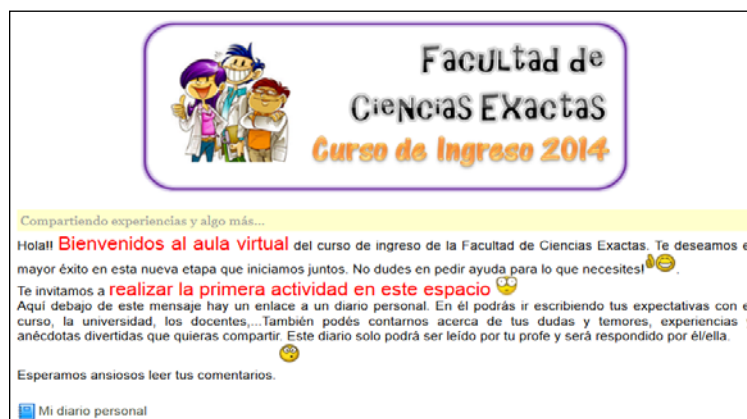 Facultad de
Ciencias Exactas
Curso de Ingreso 2014
Compartiendo experiencias y algo más...
Hola!! Bienvenidos al aula virtual del curso de ingreso de la Facultad de Ciencias Exactas. Te deseamos e
mayor éxito en esta nueva etapa que iniciamos juntos. No dudes en pedir ayuda para lo que necesites!
Te invitamos a realizar la primera actividad en este espacio
Aquí debajo de este mensaje hay un enlace a un diario personal. En él podrás ir escribiendo tus expectativas con e
curso, la universidad, los docentes,...También podés contarnos acerca de tus dudas y temores, experiencias
anécdotas divertidas que quieras compartir. Este diario solo podrá ser leído por tu profe y será respondido por él/ella.
Esperamos ansiosos leer tus comentarios.
Mi diario personal